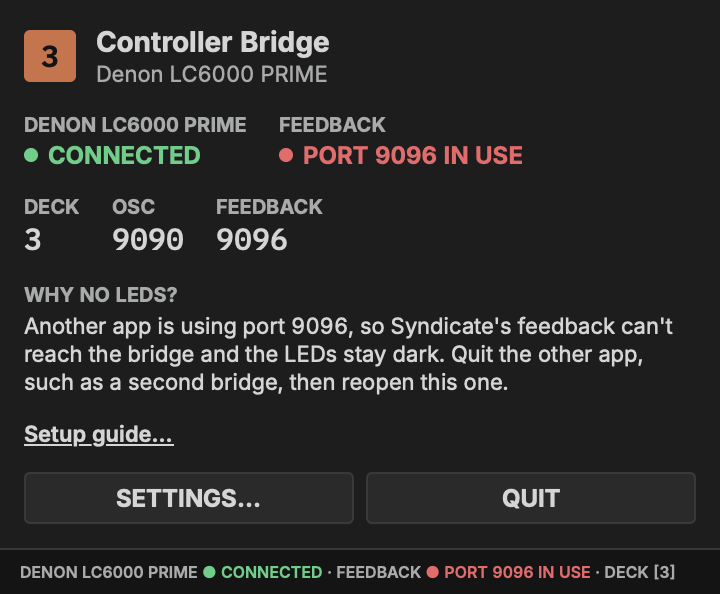 3
Controller Bridge
Denon LC6000 PRIME
DENON LC6000 PRIME FEEDBACK
CONNECTED PORT 9096 IN USE
DECK OSC FEEDBACK
3 9090 9096
WHY NO LEDS?
Another app is using port 9096, so Syndicate's feedback can't
reach the bridge and the LEDs stay dark. Quit the other app,
such as a second bridge, then reopen this one.
Setup guide...
SETTINGS... QUIT
DENON LC6000 PRIME ● CONNECTED · FEEDBACK ● PORT 9096 IN USE · DECK [3]